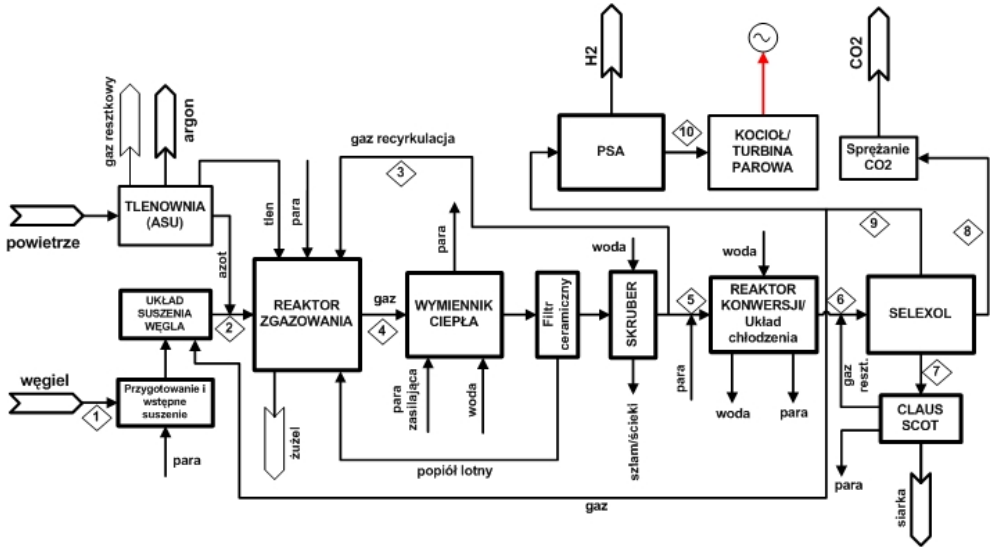 H2
CO2
gaz resztkowy
argon
gaz recyrkulacja
10
PSA
KOCIOŁ/
TURBINA
PAROWA
Sprężanie
CO2
3
TLENOWNIA
(ASU)
tlen
para
powietrze
para
woda
woda
9
8
azot
UKŁAD
SUSZENIA
WĘGLA
2
REAKTOR
ZGAZOWANIA
gaz
4
WYMIENNIK
CIEPŁA
Filtr
ceramiczny
SKRUBER
5
REAKTOR
KONWERSJI/
Układ
chłodzenia
6
SELEXOL
węgiel
1
Przygotowanie i
wstępne
suszenie
para
żużel
para
zasilająca
woda
szlam/ścieki
para
woda
para
gaz
reszt.
7
CLAUS
SCOT
para
popiół lotny
gaz
siarka